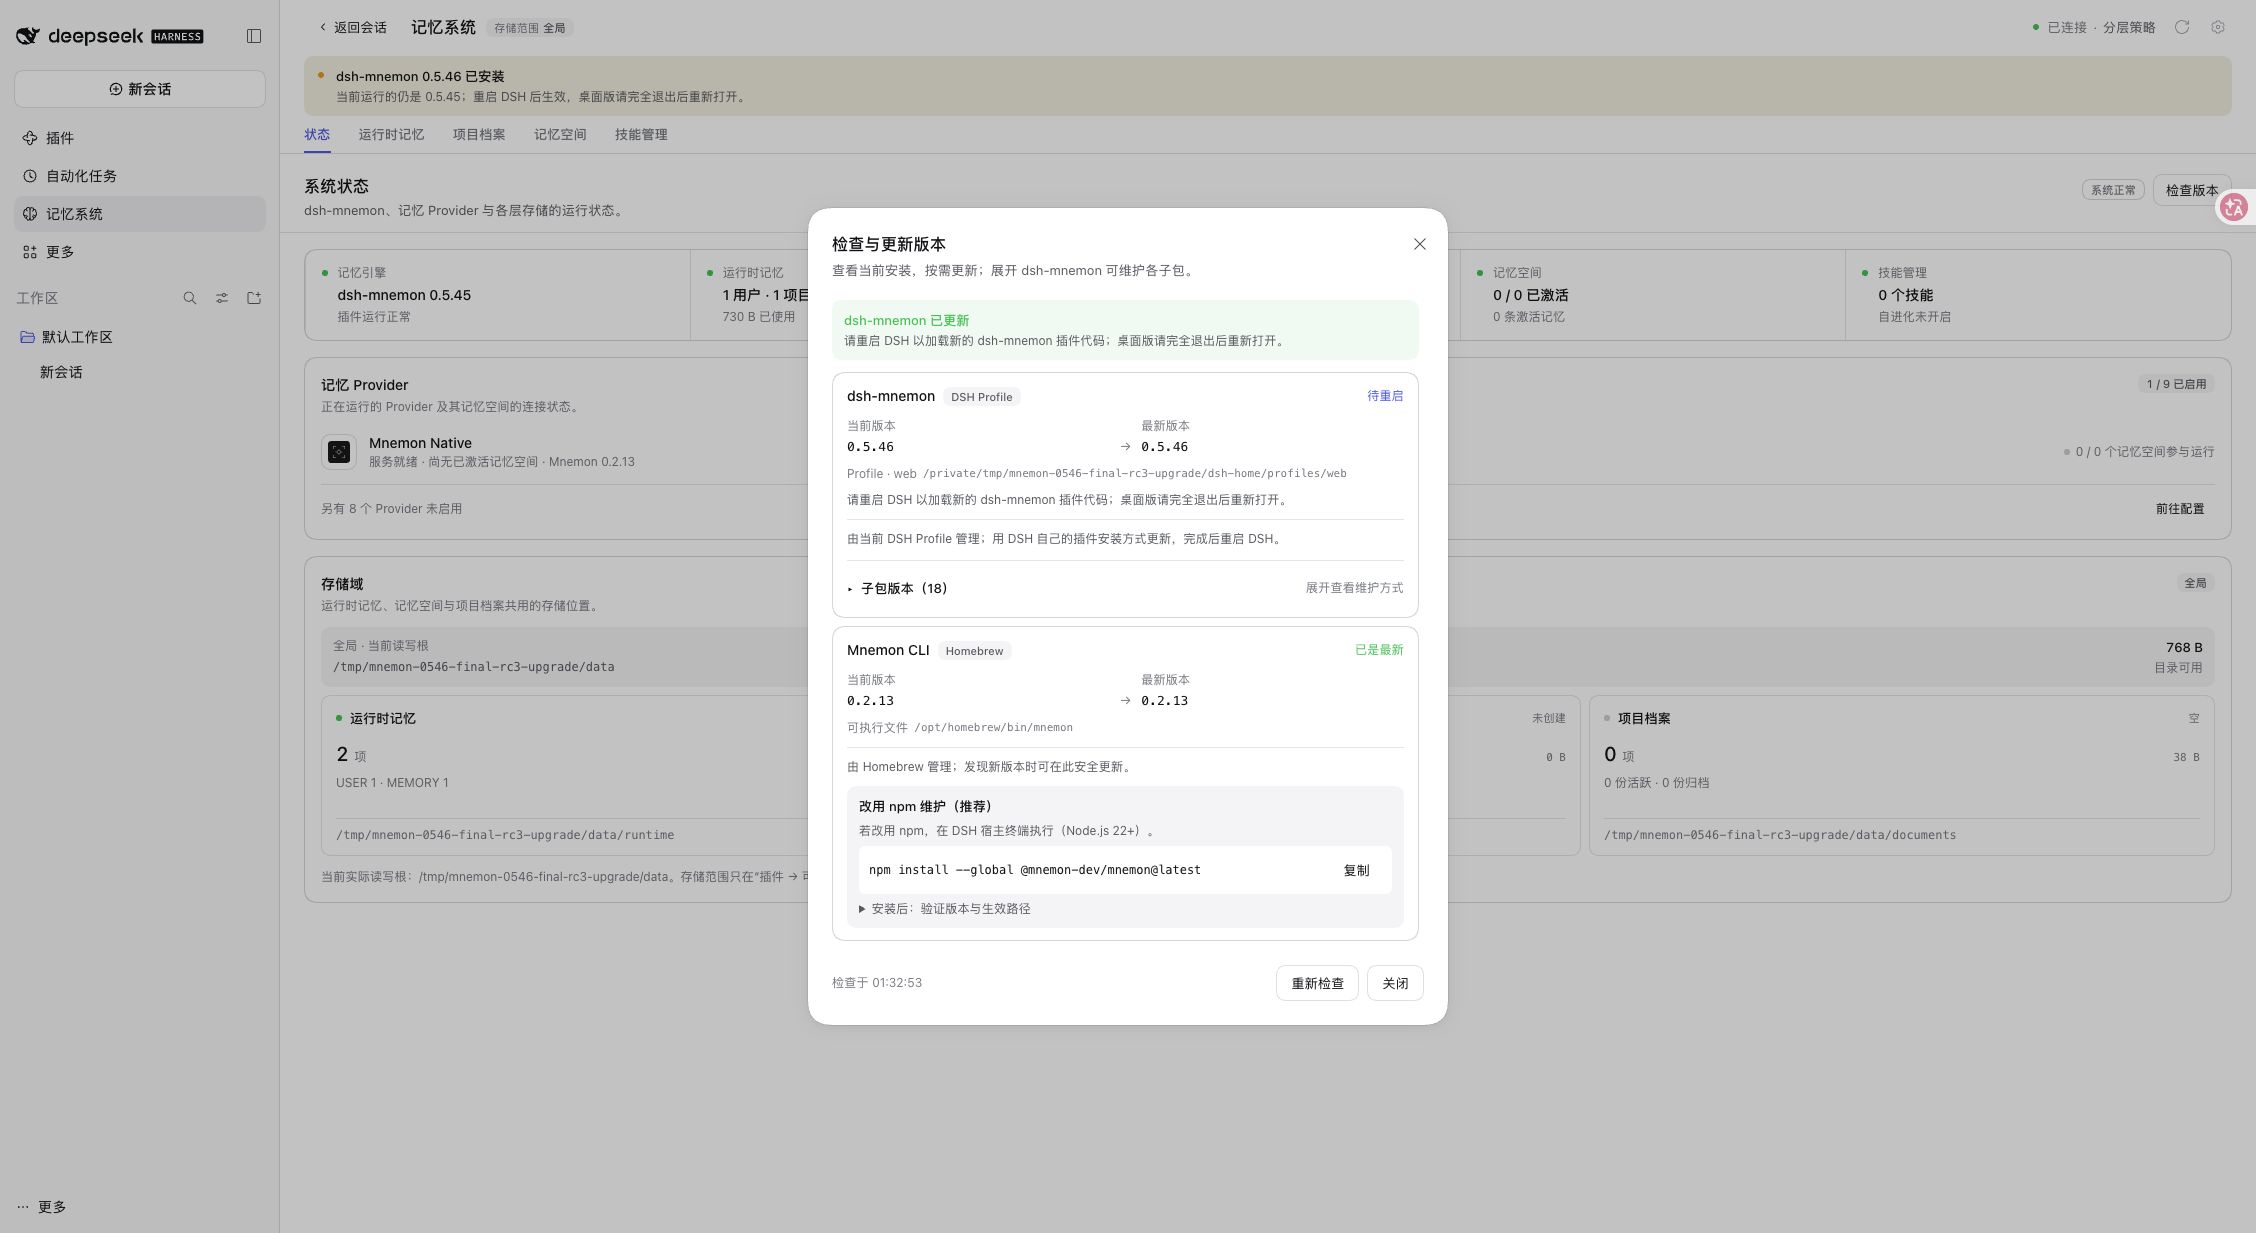 deepseek HARNESS
新会话
插件
自动化任务
记忆系统
更多
工作区
默认工作区
新会话
更多
返回会话
记忆系统
存储范围 全局
已连接 · 分层策略
dsh-mnemon 0.5.46 已安装
当前运行的仍是 0.5.45；重启 DSH 后生效，桌面版请完全退出后重新打开。
状态
运行时记忆
项目档案
记忆空间
技能管理
系统状态
dsh-mnemon、记忆 Provider 与各层存储的运行状态。
系统正常
检查版本
记忆引擎
dsh-mnemon 0.5.45
插件运行正常
运行时记忆
1 用户 · 1 项目
730 B 已使用
记忆空间
0 / 0 已激活
0 条激活记忆
技能管理
0 个技能
自进化未开启
记忆 Provider
正在运行的 Provider 及其记忆空间的连接状态。
1 / 9 已启用
Mnemon Native
服务就绪 · 尚无已激活记忆空间 · Mnemon 0.2.13
0 / 0 个记忆空间参与运行
另有 8 个 Provider 未启用
前往配置
存储域
运行时记忆、记忆空间与项目档案共用的存储位置。
全局
全局 · 当前读写根
/tmp/mnemon-0546-final-rc3-upgrade/data
768 B
目录可用
运行时记忆
2 项
USER 1 · MEMORY 1
/tmp/mnemon-0546-final-rc3-upgrade/data/runtime
未创建
0 B
项目档案
空
0 项
38 B
0 份活跃 · 0 份归档
/tmp/mnemon-0546-final-rc3-upgrade/data/documents
当前实际读写根：/tmp/mnemon-0546-final-rc3-upgrade/data。存储范围只在“插件 →
检查与更新版本
查看当前安装，按需更新；展开 dsh-mnemon 可维护各子包。
dsh-mnemon 已更新
请重启 DSH 以加载新的 dsh-mnemon 插件代码；桌面版请完全退出后重新打开。
dsh-mnemon DSH Profile
待重启
当前版本
最新版本
0.5.46 → 0.5.46
Profile · web /private/tmp/mnemon-0546-final-rc3-upgrade/dsh-home/profiles/web
请重启 DSH 以加载新的 dsh-mnemon 插件代码；桌面版请完全退出后重新打开。
由当前 DSH Profile 管理；用 DSH 自己的插件安装方式更新，完成后重启 DSH。
子包版本（18）
展开查看维护方式
Mnemon CLI Homebrew
已是最新
当前版本
最新版本
0.2.13 → 0.2.13
可执行文件 /opt/homebrew/bin/mnemon
由 Homebrew 管理；发现新版本时可在此安全更新。
改用 npm 维护（推荐）
若改用 npm，在 DSH 宿主终端执行（Node.js 22+）。
npm install --global @mnemon-dev/mnemon@latest
复制
安装后：验证版本与生效路径
检查于 01:32:53
重新检查
关闭